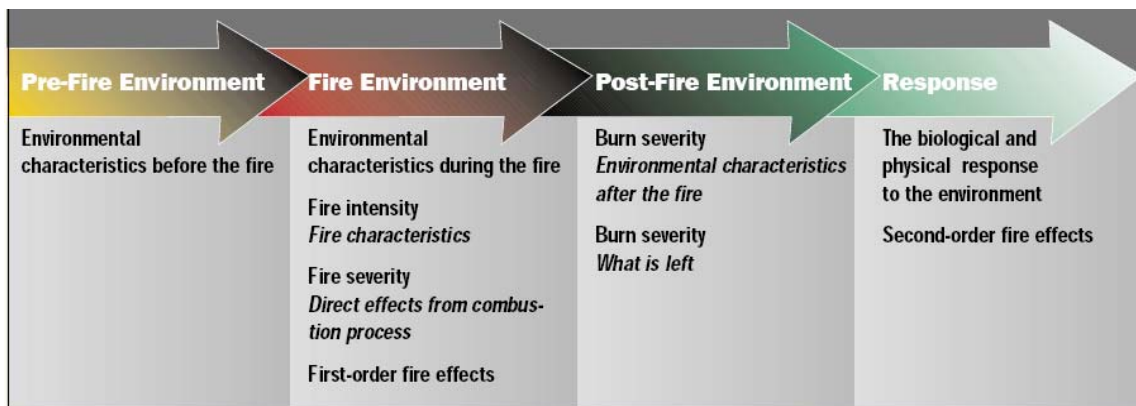 Pre-Fire Environment
Environmental
characteristics before the fire
Fire Environment
Environmental
characteristics during the fire
Fire intensity
Fire characteristics
Fire severity
Direct effects from combus-
tion process
First-order fire effects
Post-Fire Environment
Burn severity
Environmental characteristics
after the fire
Burn severity
What is left
Response
The biological and
physical response
to the environment
Second-order fire effects